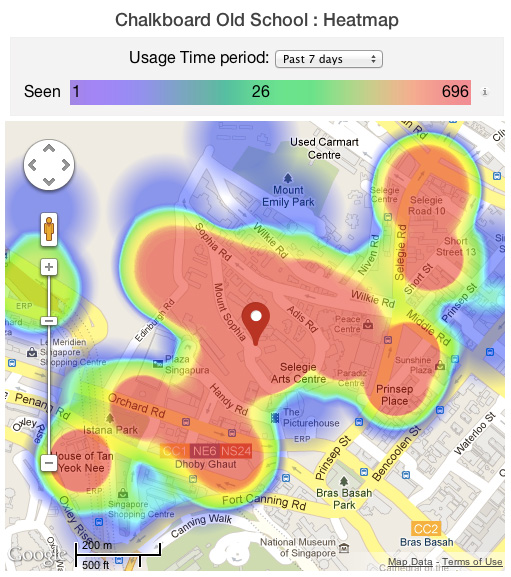 Chalkboard Old School : Heatmap
Usage Time period: Past 7 days
Seen 1 26 696 i
Used Carmart
Centre
Mount
Emily Park
Selegie
Centre
Selegie
Road 10
Short
Street 13
Sophia Rd
Wilkie Rd
Niven Rd
Selegie Rd
Short St
Prinsep St
ERP
Edinburgh Rd
Mount Sophia
Adis Rd
Wilkie Rd
Middle Rd
Peace
Centre
Le Meridien
Singapore
Shopping Centre
Plaza
Singapura
Selegie
Arts Centre
Paradiz
Centre
Sunshine
Plaza
Prinsep
Place
Penang Rd
Orchard Rd
Handy Rd
Istana Park
The
Picturehouse
ERP
Oxley Rise
CC1 NE6 NS24
Dhoby Ghaut
House of Tan
Yeok Nee
Prinsep St
Bencoolen St
Waterloo St
Singapore
Shopping Centre
Fort Canning Rd
Bras Basah
Park
Oxley Rise
Canning Walk
CC2
Bras Basah
National Museum
of Singapore
ERP
200 m
500 ft
Google
Map Data - Terms of Use